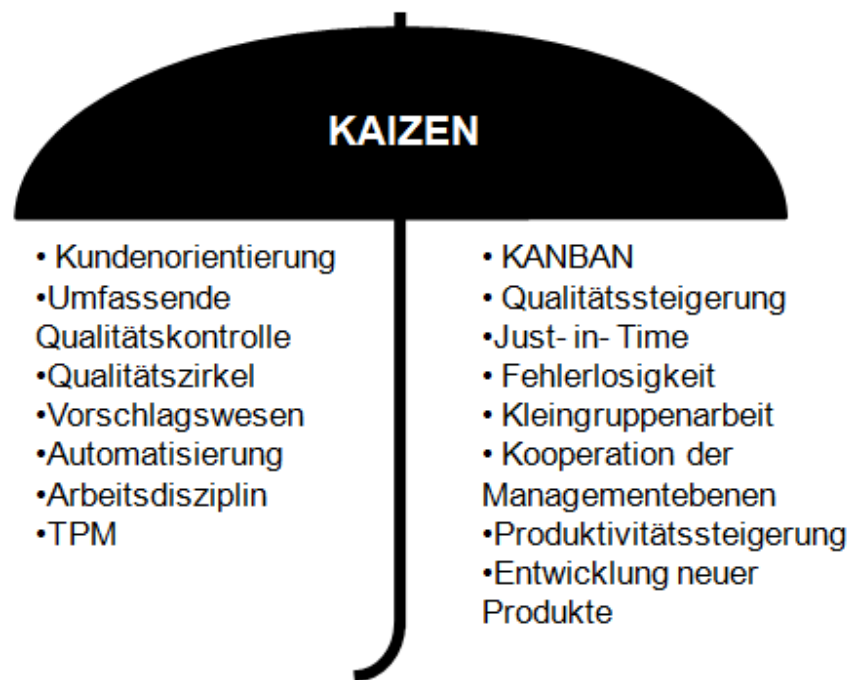 KAIZEN
• Kundenorientierung
•Umfassende
Qualitätskontrolle
•Qualitätszirkel
•Vorschlagswesen
•Automatisierung
•Arbeitsdisziplin
•TPM
• KANBAN
• Qualitätssteigerung
•Just- in- Time
• Fehlerlosigkeit
• Kleingruppenarbeit
• Kooperation der
Managementebenen
•Produktivitätssteigerung
•Entwicklung neuer
Produkte